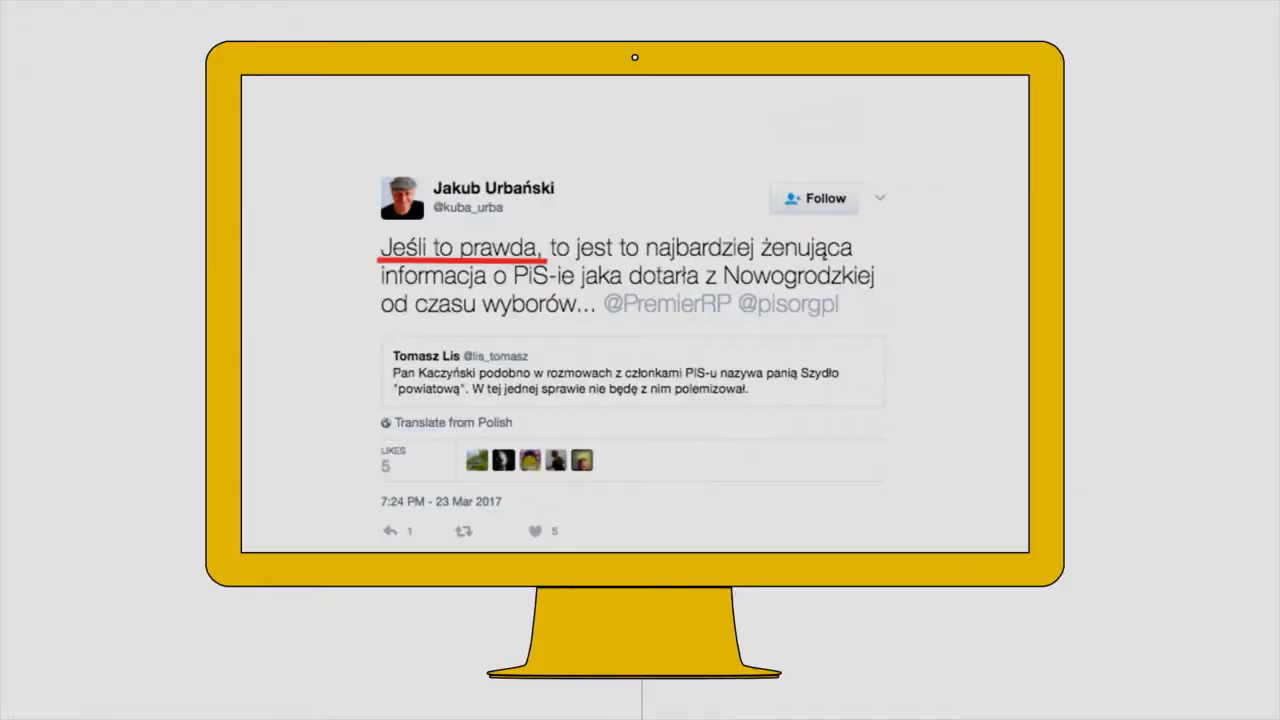 Jakub Urbański
@kuba_urba
Follow
Jeśli to prawda, to jest to najbardziej żenująca
informacja o PiS-ie jaka dotarła z Nowogrodzkiej
od czasu wyborów... @PremierRP @pisorgpl
Tomasz Lis @lis_tomasz
Pan Kaczyński podobno w rozmowach z członkami PiS-u nazywa panią Szydło
"powiatową". W tej jednej sprawie nie będę z nim polemizował.
Translate from Polish
LIKES
5
7:24 PM - 23 Mar 2017
1
5